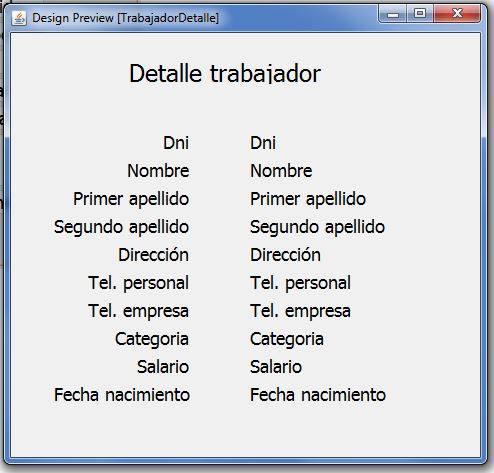 Design Preview [TrabajadorDetalle]
Detalle trabajador
Dni Dni
Nombre Nombre
Primer apellido Primer apellido
Segundo apellido Segundo apellido
Dirección Dirección
Tel. personal Tel. personal
Tel. empresa Tel. empresa
Categoria Categoria
Salario Salario
Fecha nacimiento Fecha nacimiento